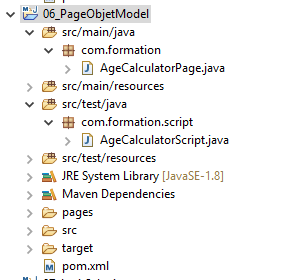 06_PageObjetModel
src/main/java
com.formation
AgeCalculatorPage.java
src/main/resources
src/test/java
com.formation.script
AgeCalculatorScript.java
src/test/resources
JRE System Library [JavaSE-1.8]
Maven Dependencies
pages
src
target
pom.xml